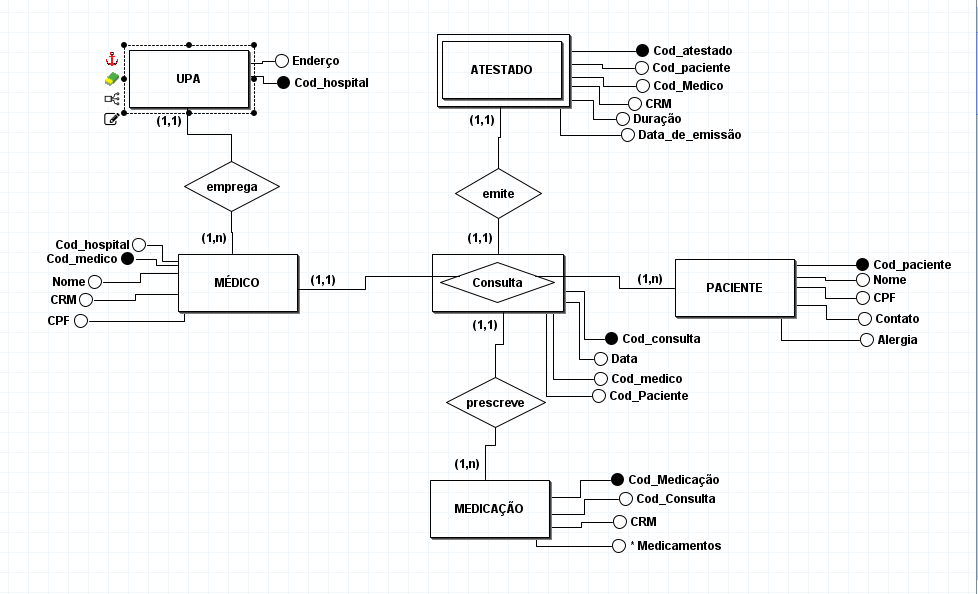 UPA
Enderço
Cod_hospital
(1,1)
emprega
(1,n)
ATESTADO
Cod_atestado
Cod_paciente
Cod_Medico
CRM
Duração
Data_de_emissão
(1,1)
emite
(1,1)
Cod_hospital
Cod_medico
Nome
CRM
CPF
MÉDICO
(1,1)
Consulta
(1,n)
PACIENTE
Cod_paciente
Nome
CPF
Contato
Alergia
(1,1)
Cod_consulta
Data
Cod_medico
Cod_Paciente
prescreve
(1,n)
MEDICAÇÃO
Cod_Medicação
Cod_Consulta
CRM
* Medicamentos